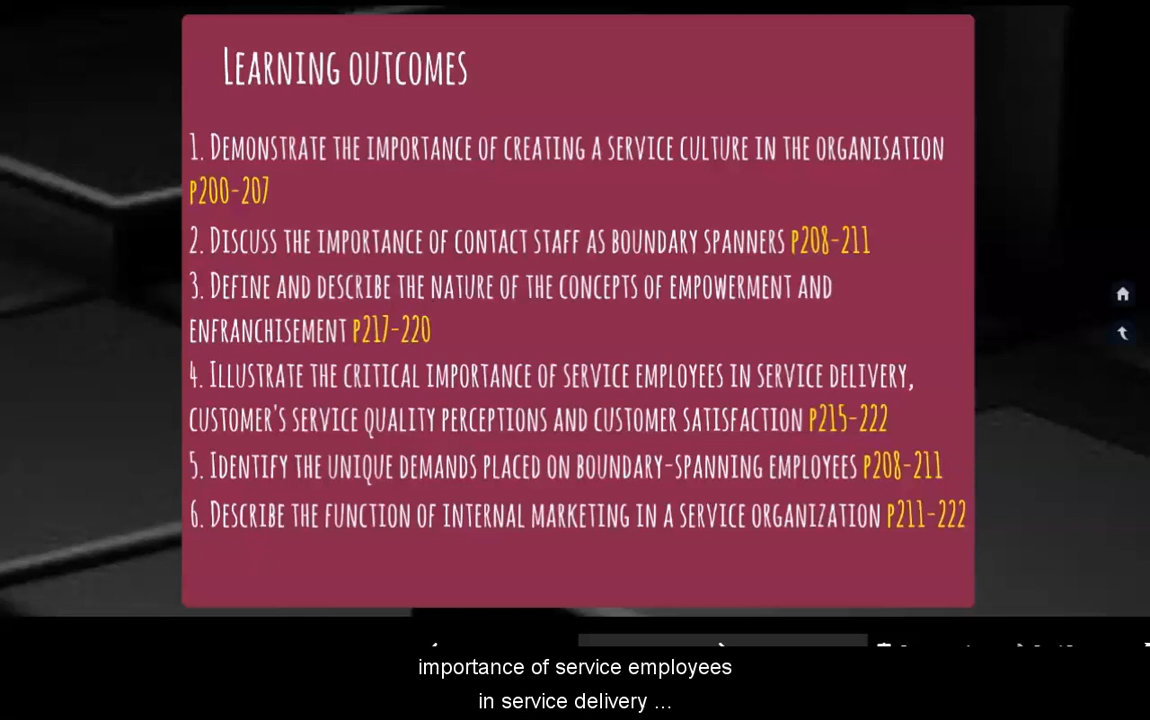 LEARNING OUTCOMES
1. DEMONSTRATE THE IMPORTANCE OF CREATING A SERVICE CULTURE IN THE ORGANISATION
P200-207
2. DISCUSS THE IMPORTANCE OF CONTACT STAFF AS BOUNDARY SPANNERS P208-211
3. DEFINE AND DESCRIBE THE NATURE OF THE CONCEPTS OF EMPOWERMENT AND
ENFRANCHISEMENT P217-220
4. ILLUSTRATE THE CRITICAL IMPORTANCE OF SERVICE EMPLOYEES IN SERVICE DELIVERY,
CUSTOMER'S SERVICE QUALITY PERCEPTIONS AND CUSTOMER SATISFACTION P215-222
5. IDENTIFY THE UNIQUE DEMANDS PLACED ON BOUNDARY-SPANNING EMPLOYEES P208-211
6. DESCRIBE THE FUNCTION OF INTERNAL MARKETING IN A SERVICE ORGANIZATION P211-222
importance of service employees
in service delivery ...